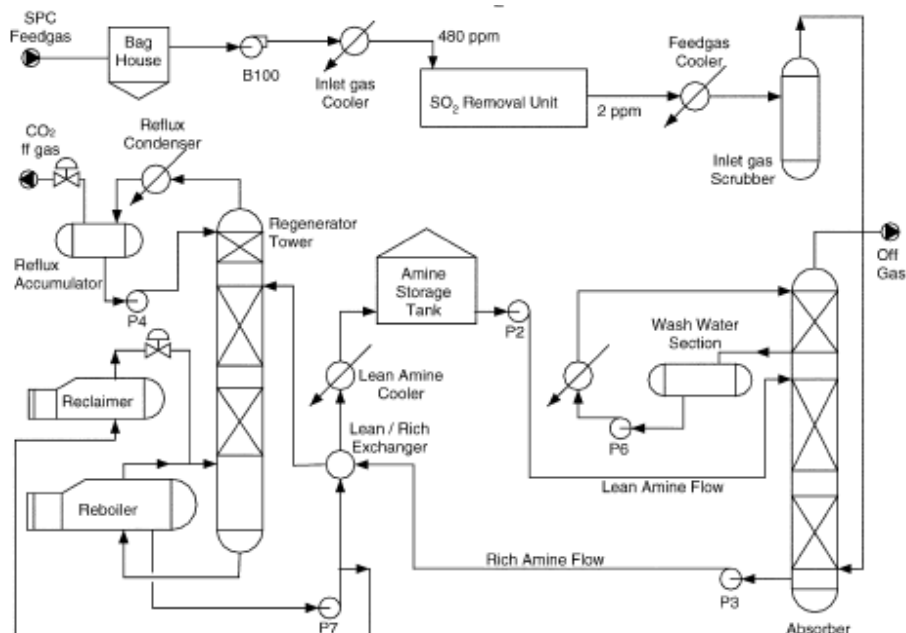 SPC
Feedgas
Bag
House
B100
Inlet gas
Cooler
480 ppm
SO₂ Removal Unit
2 ppm
Feedgas
Cooler
Inlet gas
Scrubber
CO₂
ff gas
Reflux
Condenser
Reflux
Accumulator
P4
Regenerator
Tower
Amine
Storage
Tank
P2
Wash Water
Section
Off
Gas
Reclaimer
Lean Amine
Cooler
Lean / Rich
Exchanger
P6
Lean Amine Flow
Reboiler
Rich Amine Flow
P7
P3
Absorber